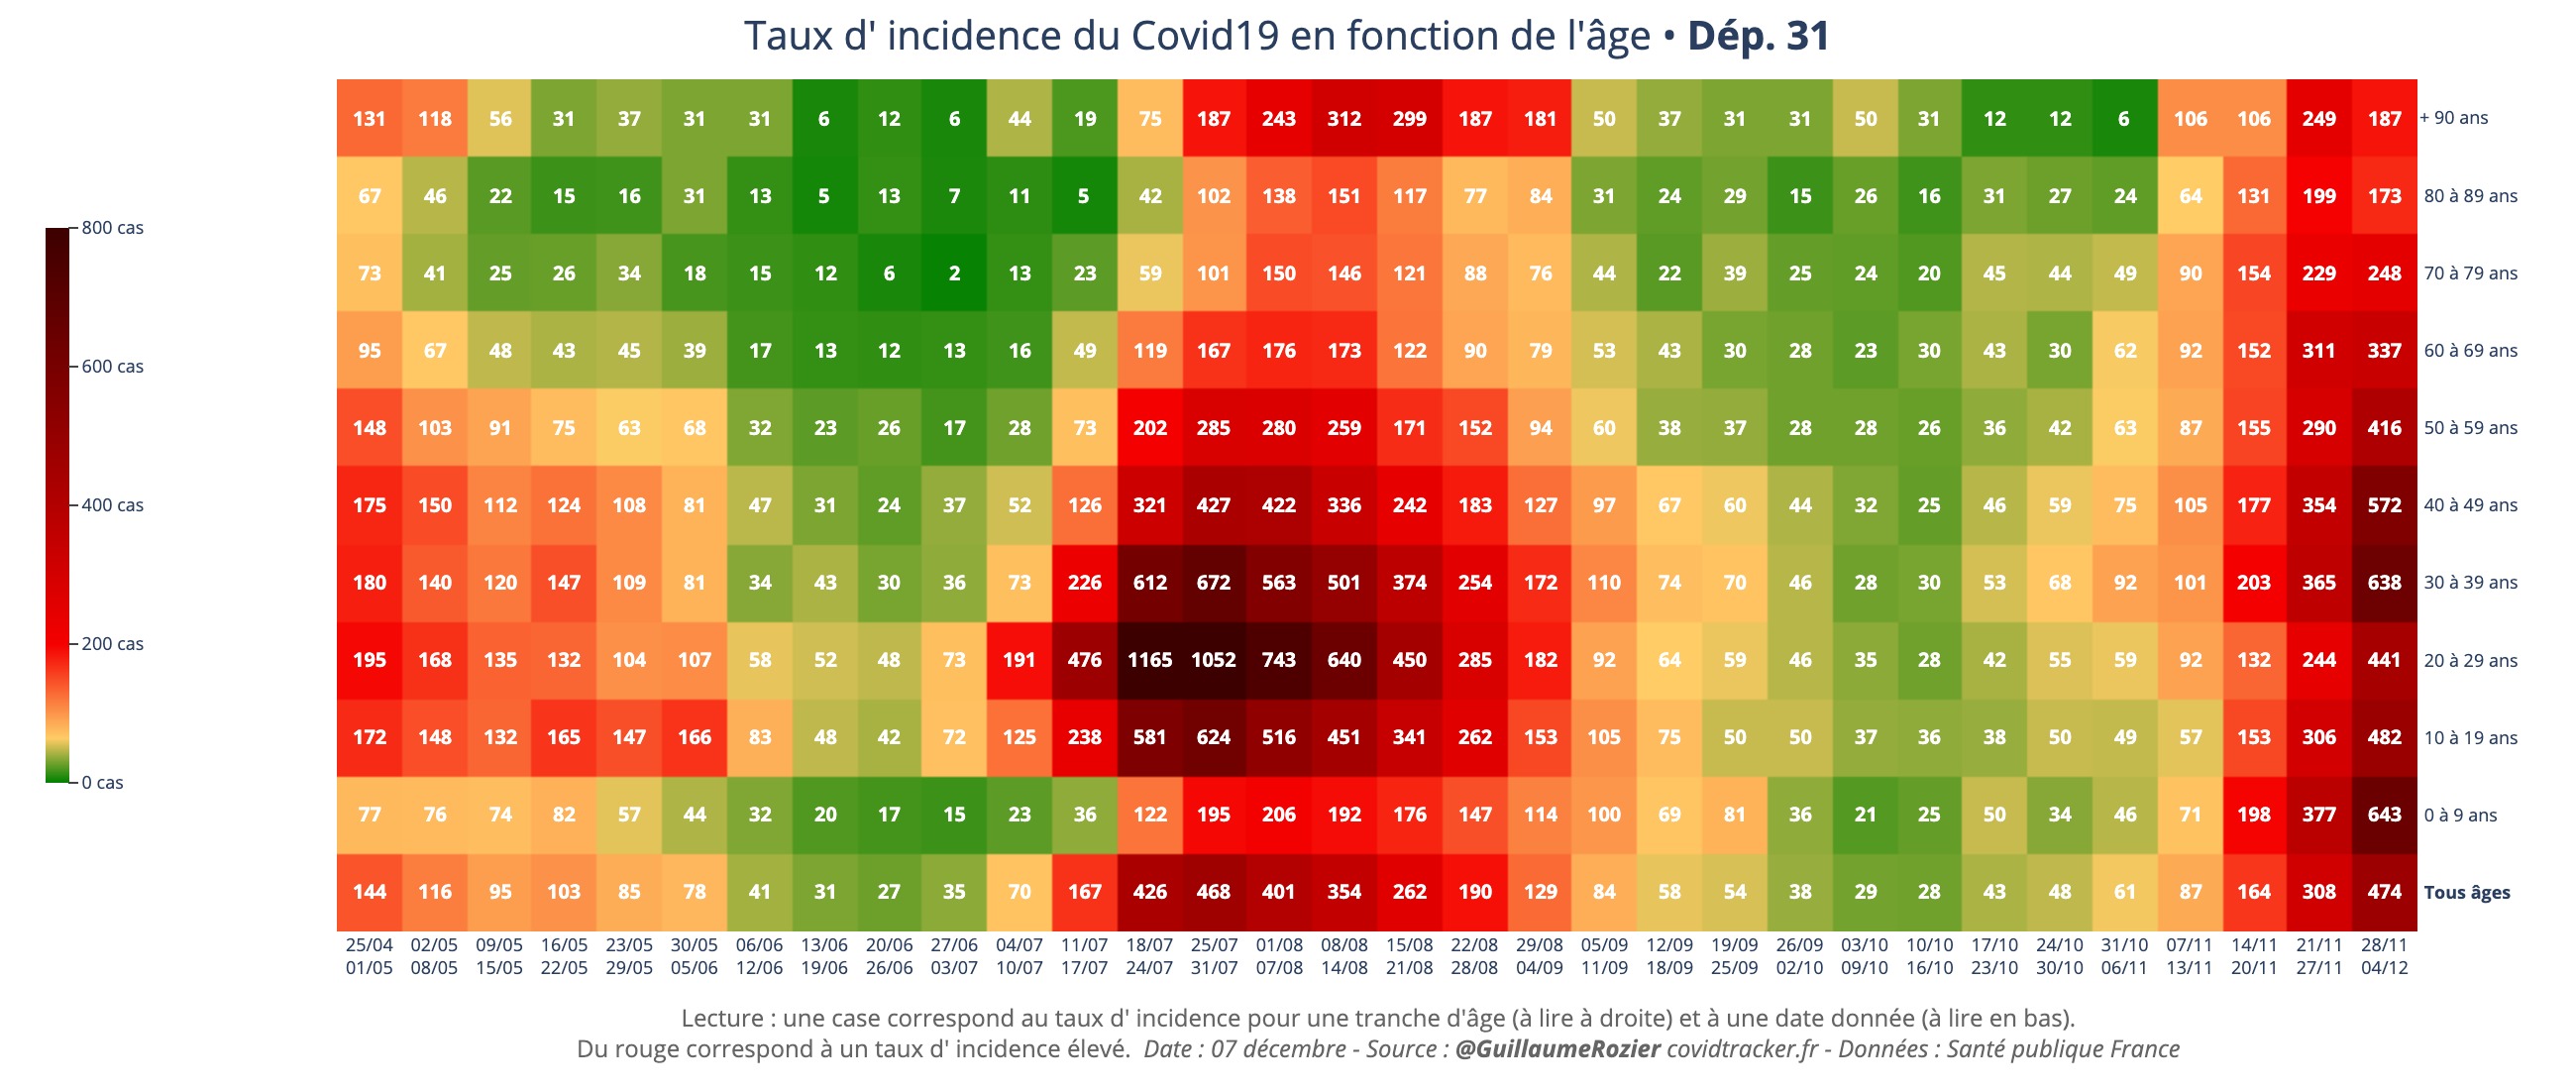 Taux d' incidence du Covid19 en fonction de l'âge • Dép. 31
131 118 56 31 37 31 31 6 12 6 44 19 75 187 243 312 299 187 181 50 37 31 31 50 31 12 12 6 106 106 249 187 + 90 ans
67 46 22 15 16 31 13 5 13 7 11 5 42 102 138 151 117 77 84 31 24 29 15 26 16 31 27 24 64 131 199 173 80 à 89 ans
73 41 25 26 34 18 15 12 6 2 13 23 59 101 150 146 121 88 76 44 22 39 25 24 20 45 44 49 90 154 229 248 70 à 79 ans
95 67 48 43 45 39 17 13 12 13 16 49 119 167 176 173 122 90 79 53 43 30 28 23 30 43 30 62 92 152 311 337 60 à 69 ans
148 103 91 75 63 68 32 23 26 17 28 73 202 285 280 259 171 152 94 60 38 37 28 28 26 36 42 63 87 155 290 416 50 à 59 ans
175 150 112 124 108 81 47 31 24 37 52 126 321 427 422 336 242 183 127 97 67 60 44 32 25 46 59 75 105 177 354 572 40 à 49 ans
180 140 120 147 109 81 34 43 30 36 73 226 612 672 563 501 374 254 172 110 74 70 46 28 30 53 68 92 101 203 365 638 30 à 39 ans
195 168 135 132 104 107 58 52 48 73 191 476 1165 1052 743 640 450 285 182 92 64 59 46 35 28 42 55 59 92 132 244 441 20 à 29 ans
172 148 132 165 147 166 83 48 42 72 125 238 581 624 516 451 341 262 153 105 75 50 50 37 36 38 50 49 57 153 306 482 10 à 19 ans
77 76 74 82 57 44 32 20 17 15 23 36 122 195 206 192 176 147 114 100 69 81 36 21 25 50 34 46 71 198 377 643 0 à 9 ans
144 116 95 103 85 78 41 31 27 35 70 167 426 468 401 354 262 190 129 84 58 54 38 29 28 43 48 61 87 164 308 474 Tous âges
25/04 02/05 09/05 16/05 23/05 30/05 06/06 13/06 20/06 27/06 04/07 11/07 18/07 25/07 01/08 08/08 15/08 22/08 29/08 05/09 12/09 19/09 26/09 03/10 10/10 17/10 24/10 31/10 07/11 14/11 21/11 28/11
01/05 08/05 15/05 22/05 29/05 05/06 12/06 19/06 26/06 03/07 10/07 17/07 24/07 31/07 07/08 14/08 21/08 28/08 04/09 11/09 18/09 25/09 02/10 09/10 16/10 23/10 30/10 06/11 13/11 20/11 27/11 04/12
800 cas
600 cas
400 cas
200 cas
0 cas
Lecture : une case correspond au taux d' incidence pour une tranche d'âge (à lire à droite) et à une date donnée (à lire en bas).
Du rouge correspond à un taux d' incidence élevé. Date : 07 décembre - Source : @GuillaumeRozier covidtracker.fr - Données : Santé publique France